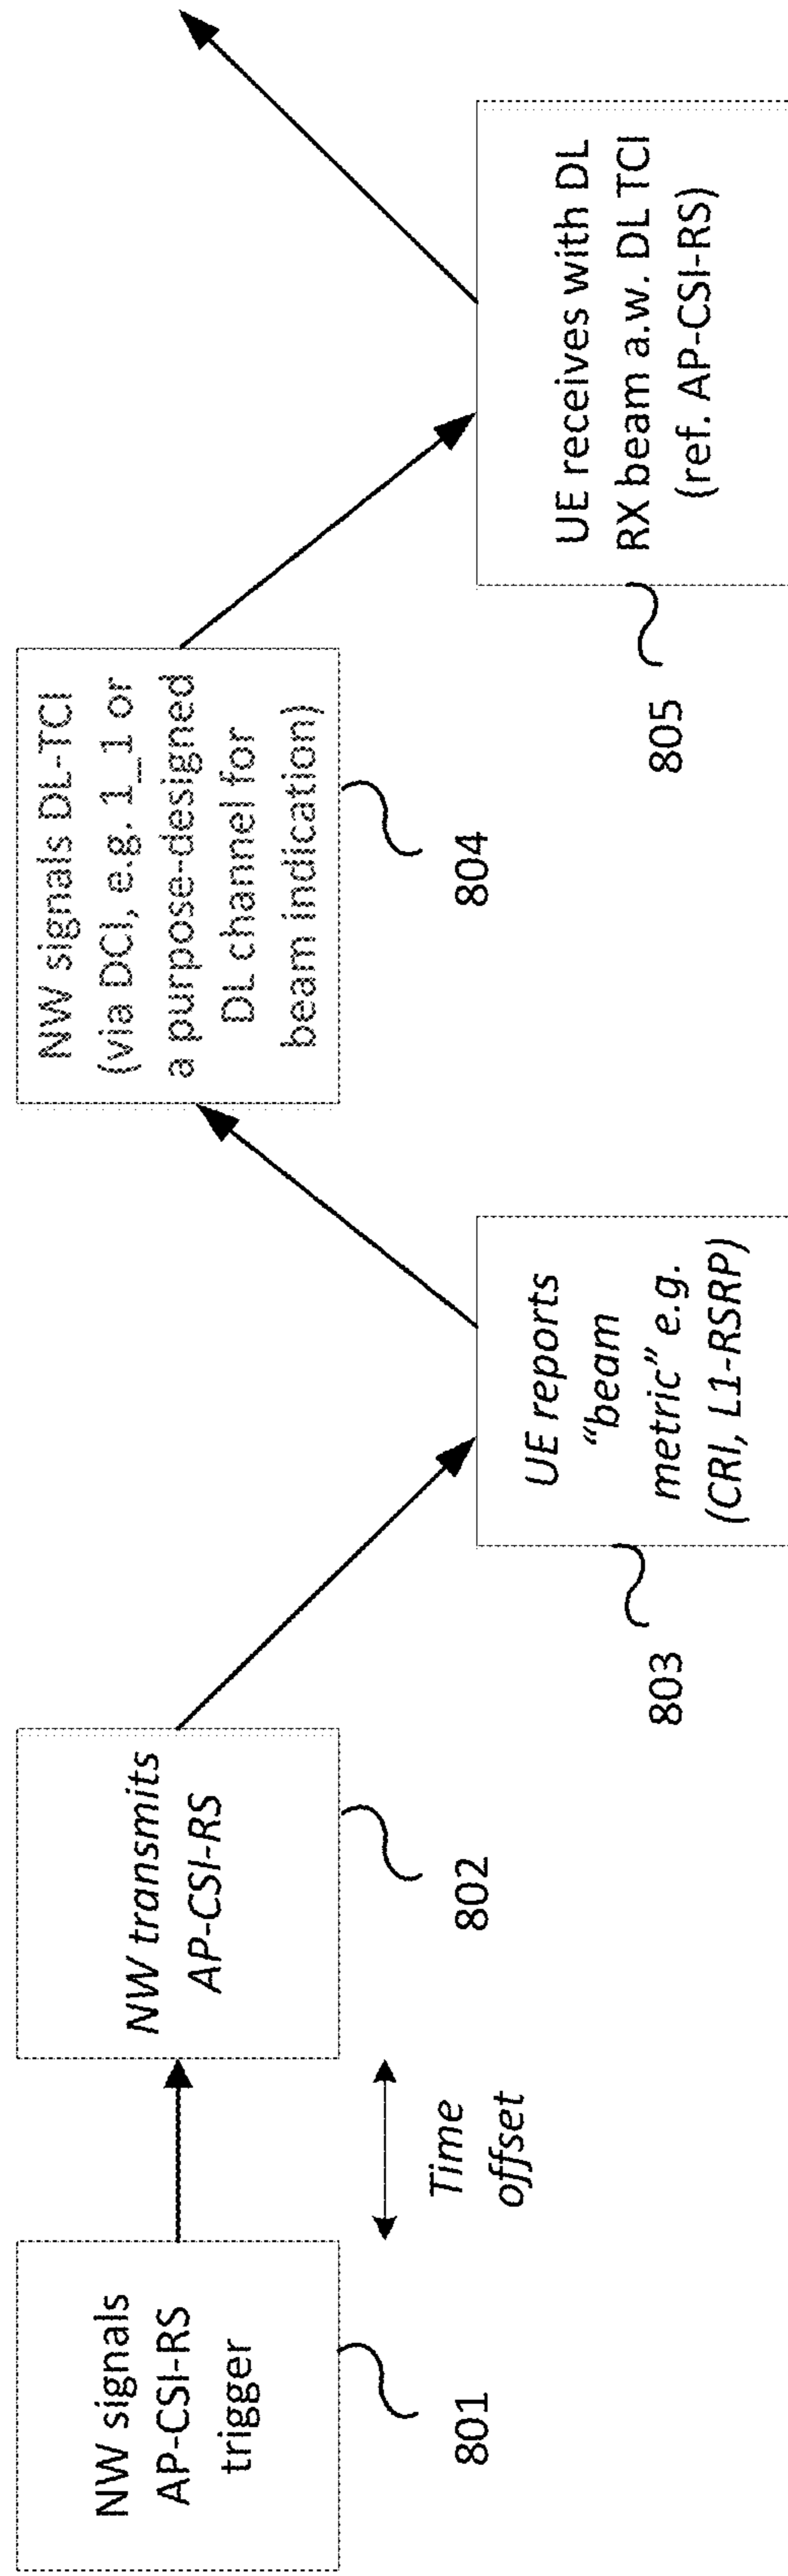 NW signals
AP-CSI-RS
trigger
801
Time
offset
NW transmits
AP-CSI-RS
802
UE reports
“beam
metric” e.g.
(CRI, L1-RSRP)
803
NW signals DL-TCI
(via DCI, e.g. 1_1 or
a purpose-designed
DL channel for
beam indication)
804
UE receives with DL
RX beam a.w. DL TCI
(ref. AP-CSI-RS)
805